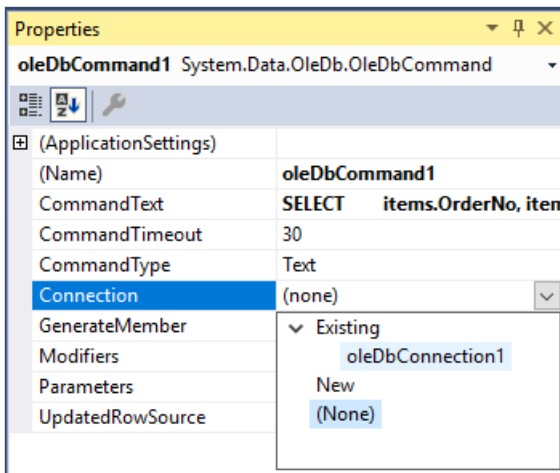 Properties
oleDbCommand1 System.Data.OleDb.OleDbCommand
(ApplicationSettings)
(Name) oleDbCommand1
CommandText SELECT items.OrderNo, item
CommandTimeout 30
CommandType Text
Connection (none)
GenerateMember
Modifiers
Parameters
UpdatedRowSource
Existing
oleDbConnection1
New
(None)